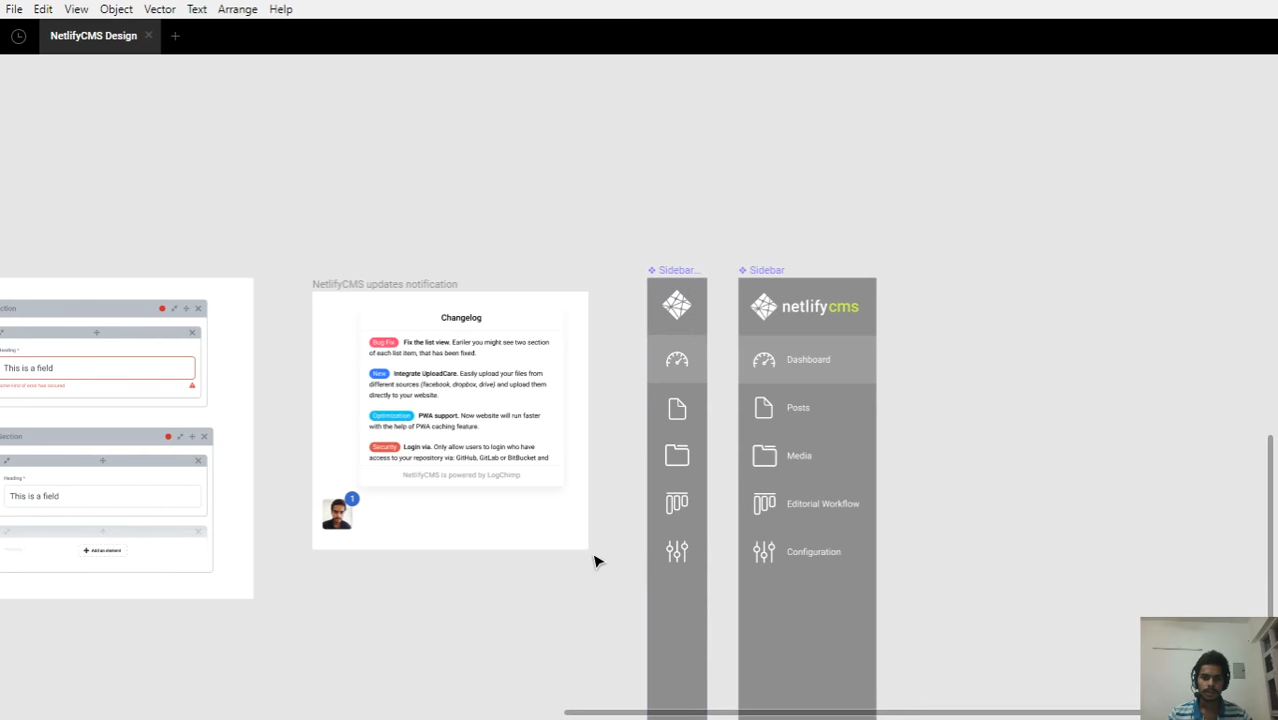 File Edit View Object Vector Text Arrange Help
NetlifyCMS Design
ction
eading *
This is a field
Section
Heading *
This is a field
Add an element
NetlifyCMS updates notification
Changelog
Bug Fix Fix the list view. Eariler you might see two section
of each list item, that has been fixed.
New Integrate UploadCare. Easily upload your files from
different sources (facebook, dropbox, drive) and upload them
directly to your website.
Optimization PWA support. Now website will run faster
with the help of PWA caching feature.
Security Login via. Only allow users to login who have
access to your repository via: GitHub, GitLab or BitBucket and
NetlifyCMS is powered by LogChimp
1
Sidebar...
Sidebar
netlifycms
Dashboard
Posts
Media
Editorial Workflow
Configuration